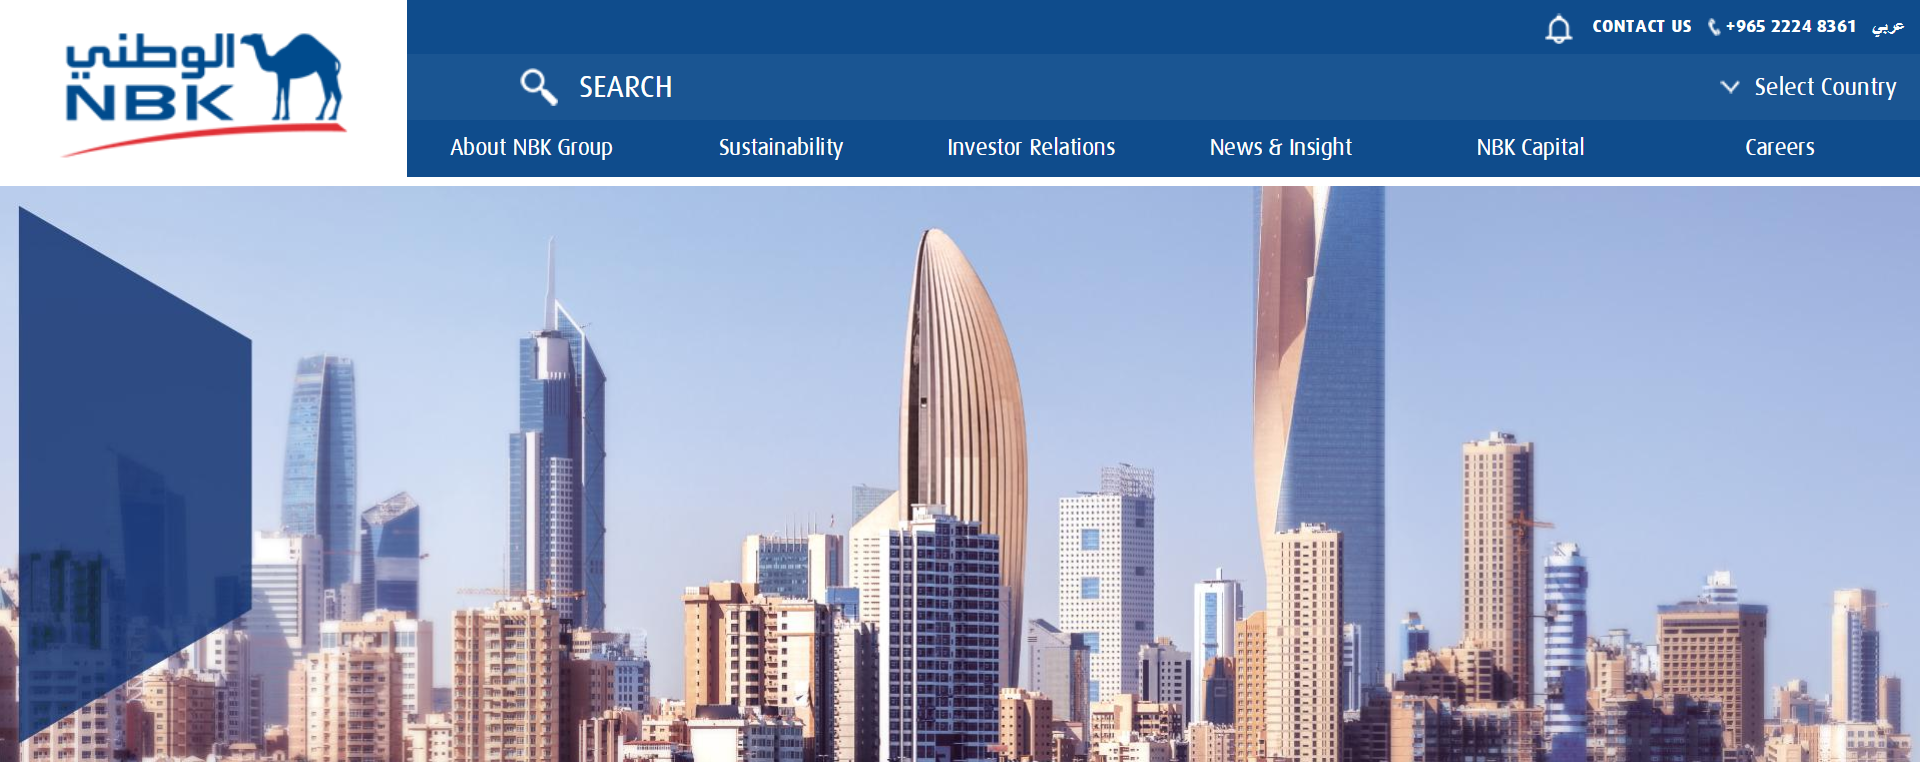 الوطني
NBK
CONTACT US +965 2224 8361 عربي
SEARCH
Select Country
About NBK Group Sustainability Investor Relations News & Insight NBK Capital Careers